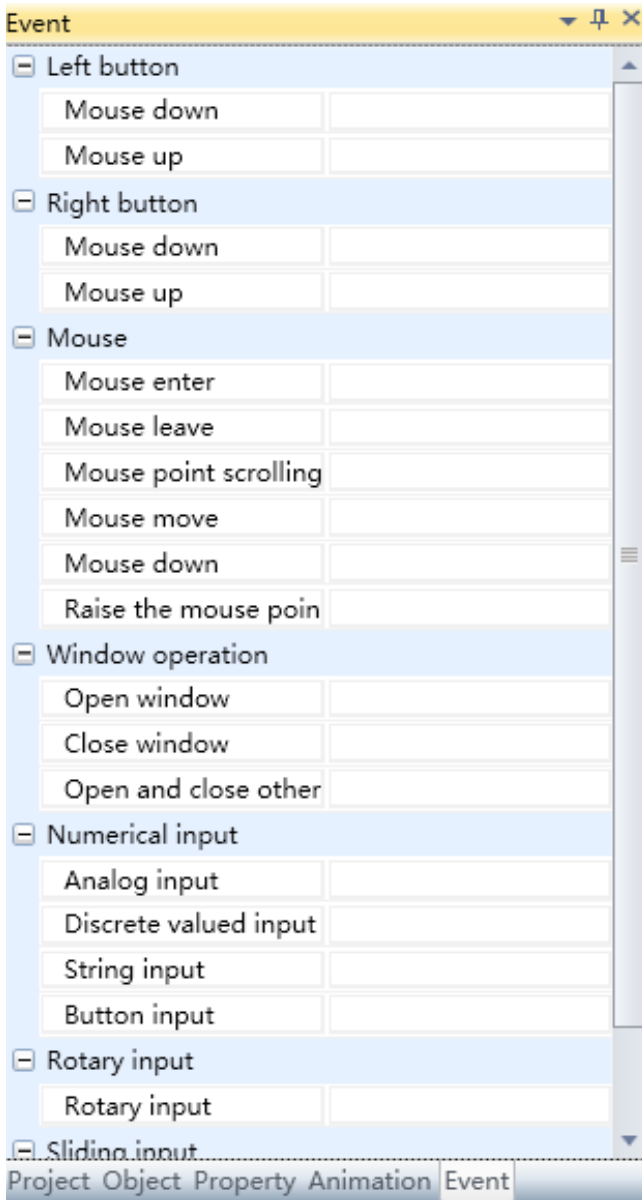 Event
Left button
Mouse down
Mouse up
Right button
Mouse down
Mouse up
Mouse
Mouse enter
Mouse leave
Mouse point scrolling
Mouse move
Mouse down
Raise the mouse poin
Window operation
Open window
Close window
Open and close other
Numerical input
Analog input
Discrete valued input
String input
Button input
Rotary input
Rotary input
Sliding input
Project Object Property Animation Event